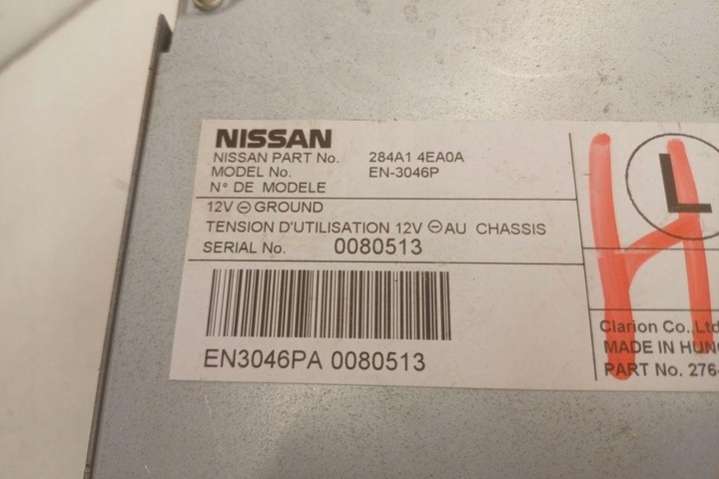 NISSAN
NISSAN PART No. 284A1 4EA0A
MODEL No. EN-3046P
N° DE MODELE
12V ⊖ GROUND
TENSION D'UTILISATION 12V ⊖ AU CHASSIS
SERIAL No. 0080513
EN3046PA 0080513
L
H
Clarion Co., Ltd
MADE IN HUNG
PART No. 276-